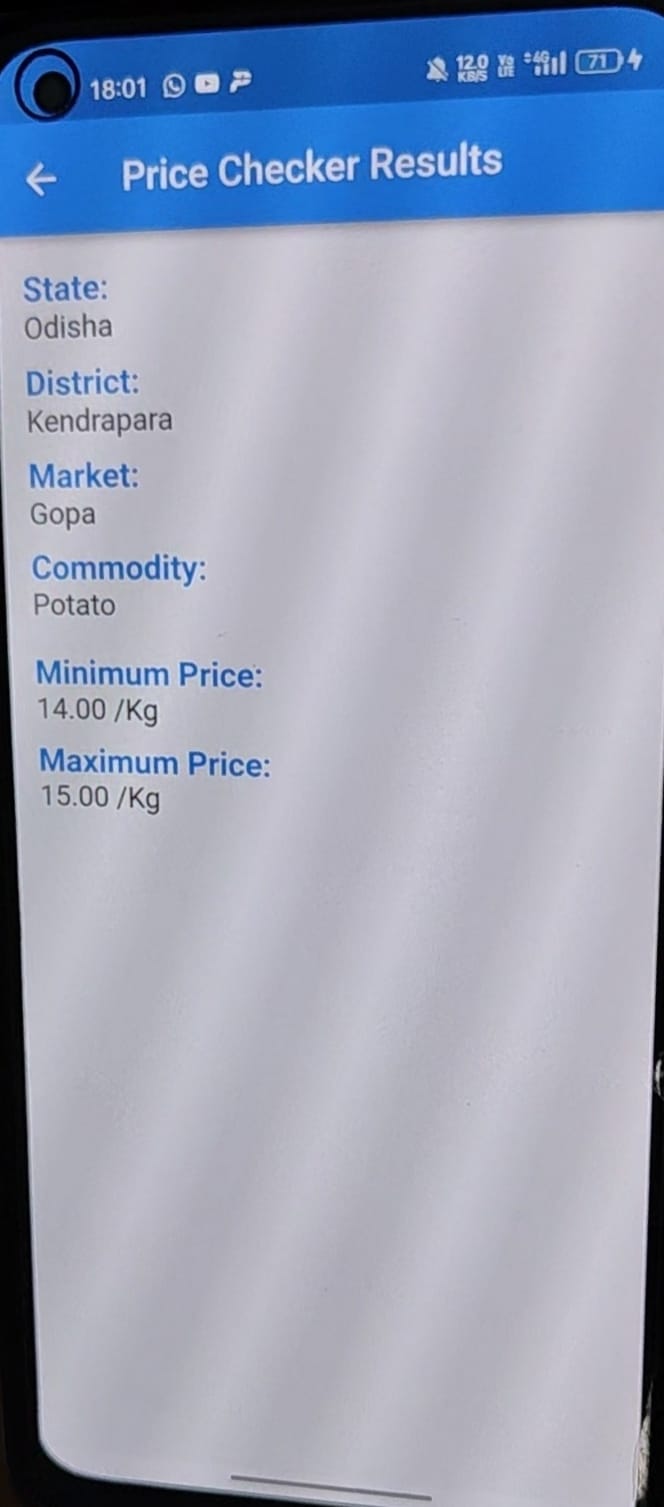 18:01 12.0 KB/S Vo LTE 4G 71
Price Checker Results
State:
Odisha
District:
Kendrapara
Market:
Gopa
Commodity:
Potato
Minimum Price:
14.00 /Kg
Maximum Price:
15.00 /Kg